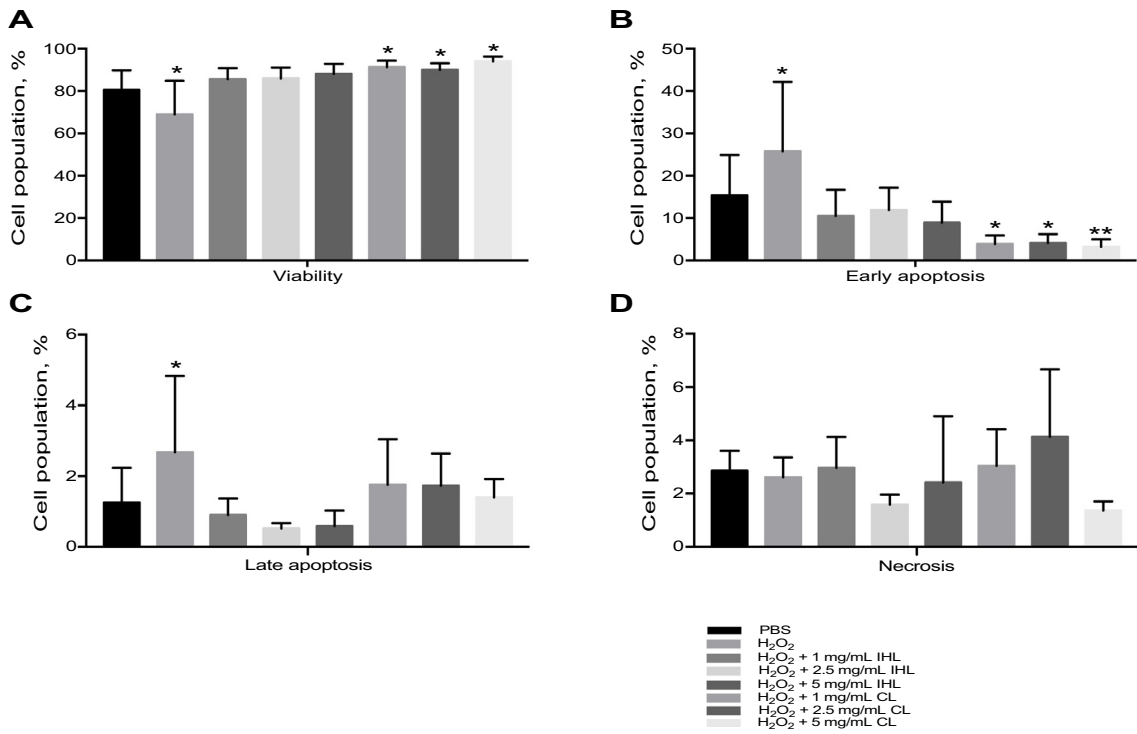 A
Cell population, %
100
80
60
40
20
0
*
*
*
*
Viability
B
Cell population, %
50
40
30
20
10
0
*
*
*
**
Early apoptosis
C
Cell population, %
6
4
2
0
*
Late apoptosis
D
Cell population, %
8
6
4
2
0
Necrosis
PBS
H₂O₂
H₂O₂ + 1 mg/mL IHL
H₂O₂ + 2.5 mg/mL IHL
H₂O₂ + 5 mg/mL IHL
H₂O₂ + 1 mg/mL CL
H₂O₂ + 2.5 mg/mL CL
H₂O₂ + 5 mg/mL CL